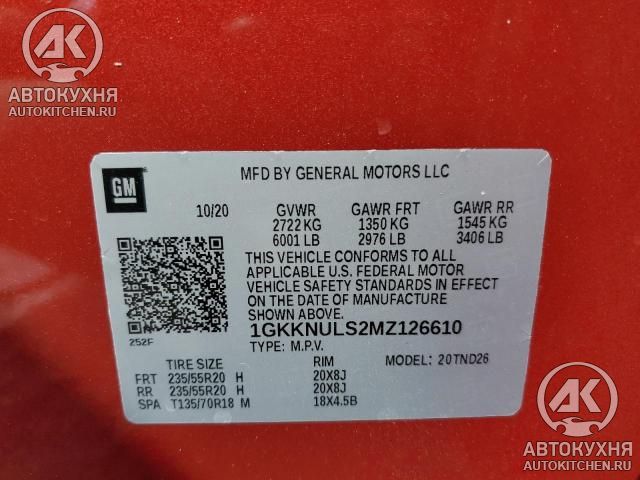 АК
АВТОКУХНЯ
AUTOKITCHEN.RU
GM
MFD BY GENERAL MOTORS LLC
10/20 GVWR GAWR FRT GAWR RR
2722 KG 1350 KG 1545 KG
6001 LB 2976 LB 3406 LB
THIS VEHICLE CONFORMS TO ALL
APPLICABLE U.S. FEDERAL MOTOR
VEHICLE SAFETY STANDARDS IN EFFECT
ON THE DATE OF MANUFACTURE
SHOWN ABOVE.
1GKKNULS2MZ126610
252F
TYPE: M.P.V. MODEL: 20TND26
TIRE SIZE RIM
FRT 235/55R20 H 20X8J
RR 235/55R20 H 20X8J
SPA T135/70R18 M 18X4.5B
АК
АВТОКУХНЯ
AUTOKITCHEN.RU